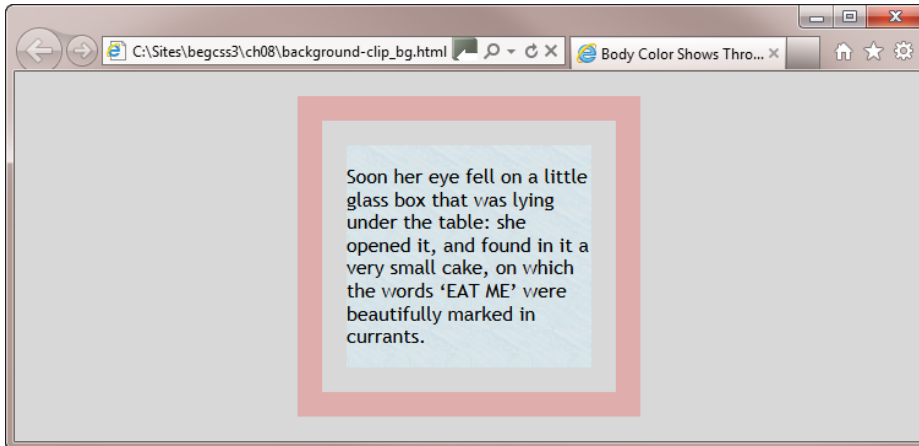 C:\Sites\begcss3\ch08\background-clip_bg.html
Body Color Shows Thro...
Soon her eye fell on a little
glass box that was lying
under the table: she
opened it, and found in it a
very small cake, on which
the words ‘EAT ME’ were
beautifully marked in
currants.